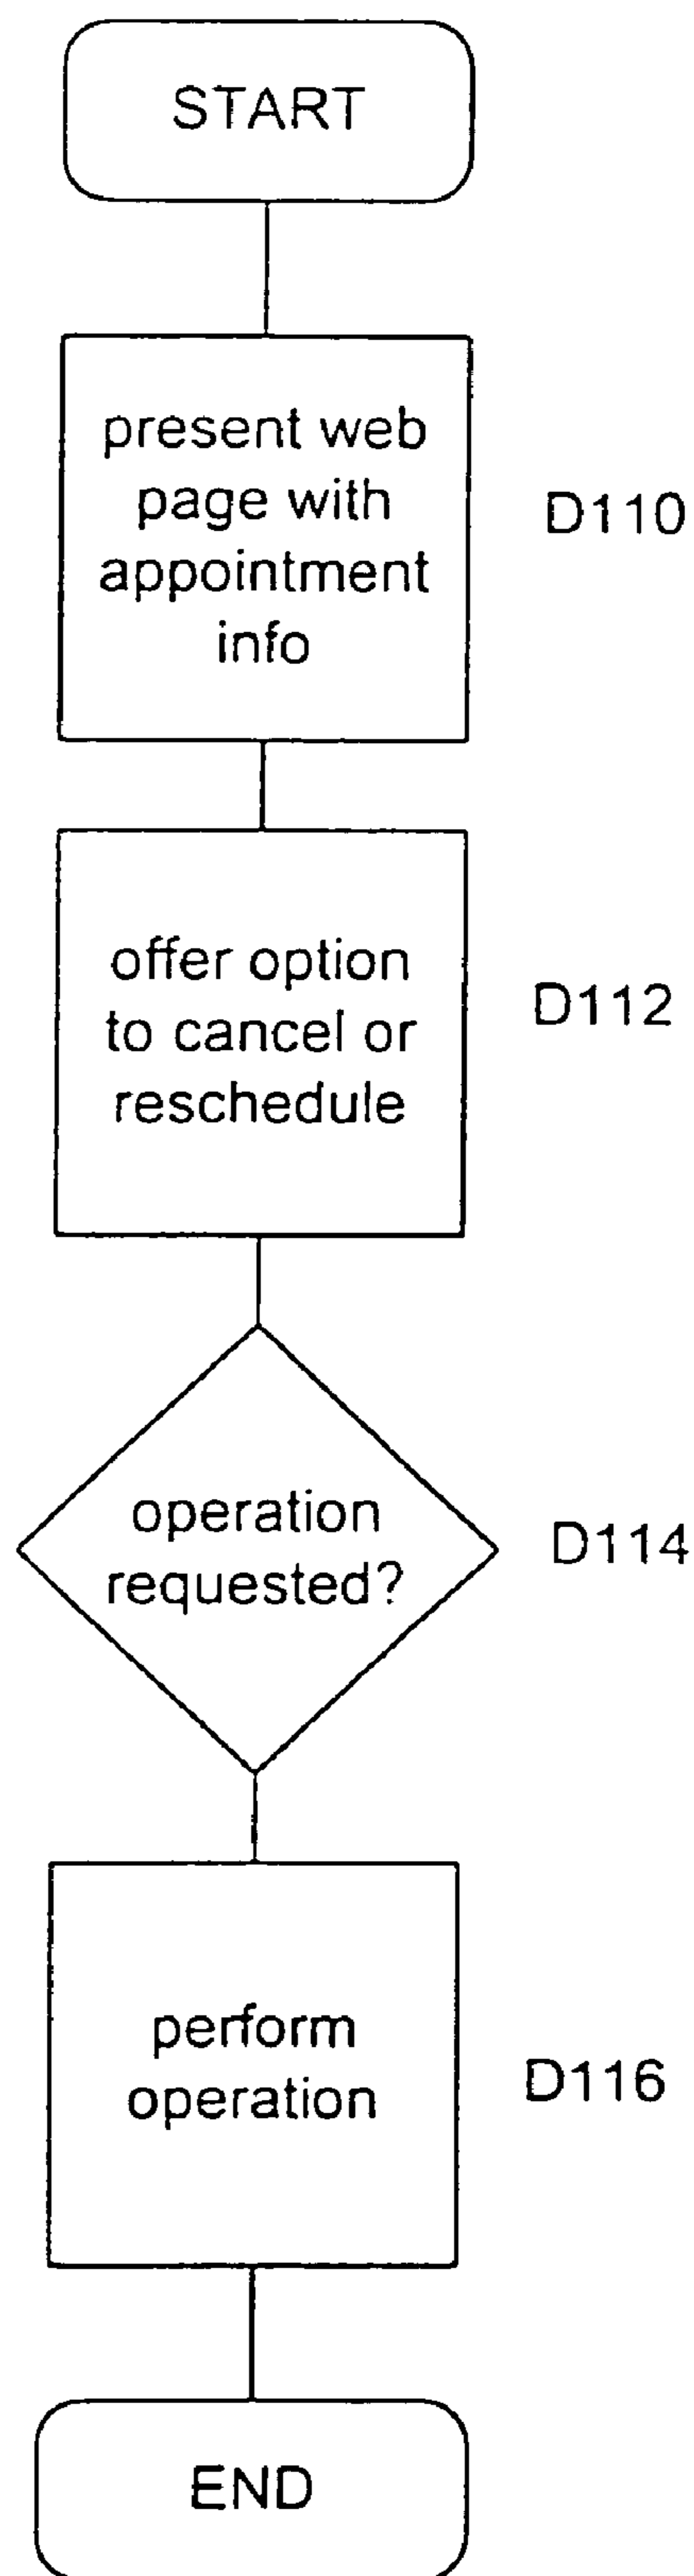 START
present web
page with
appointment
info
D110
offer option
to cancel or
reschedule
D112
operation
requested?
D114
perform
operation
D116
END